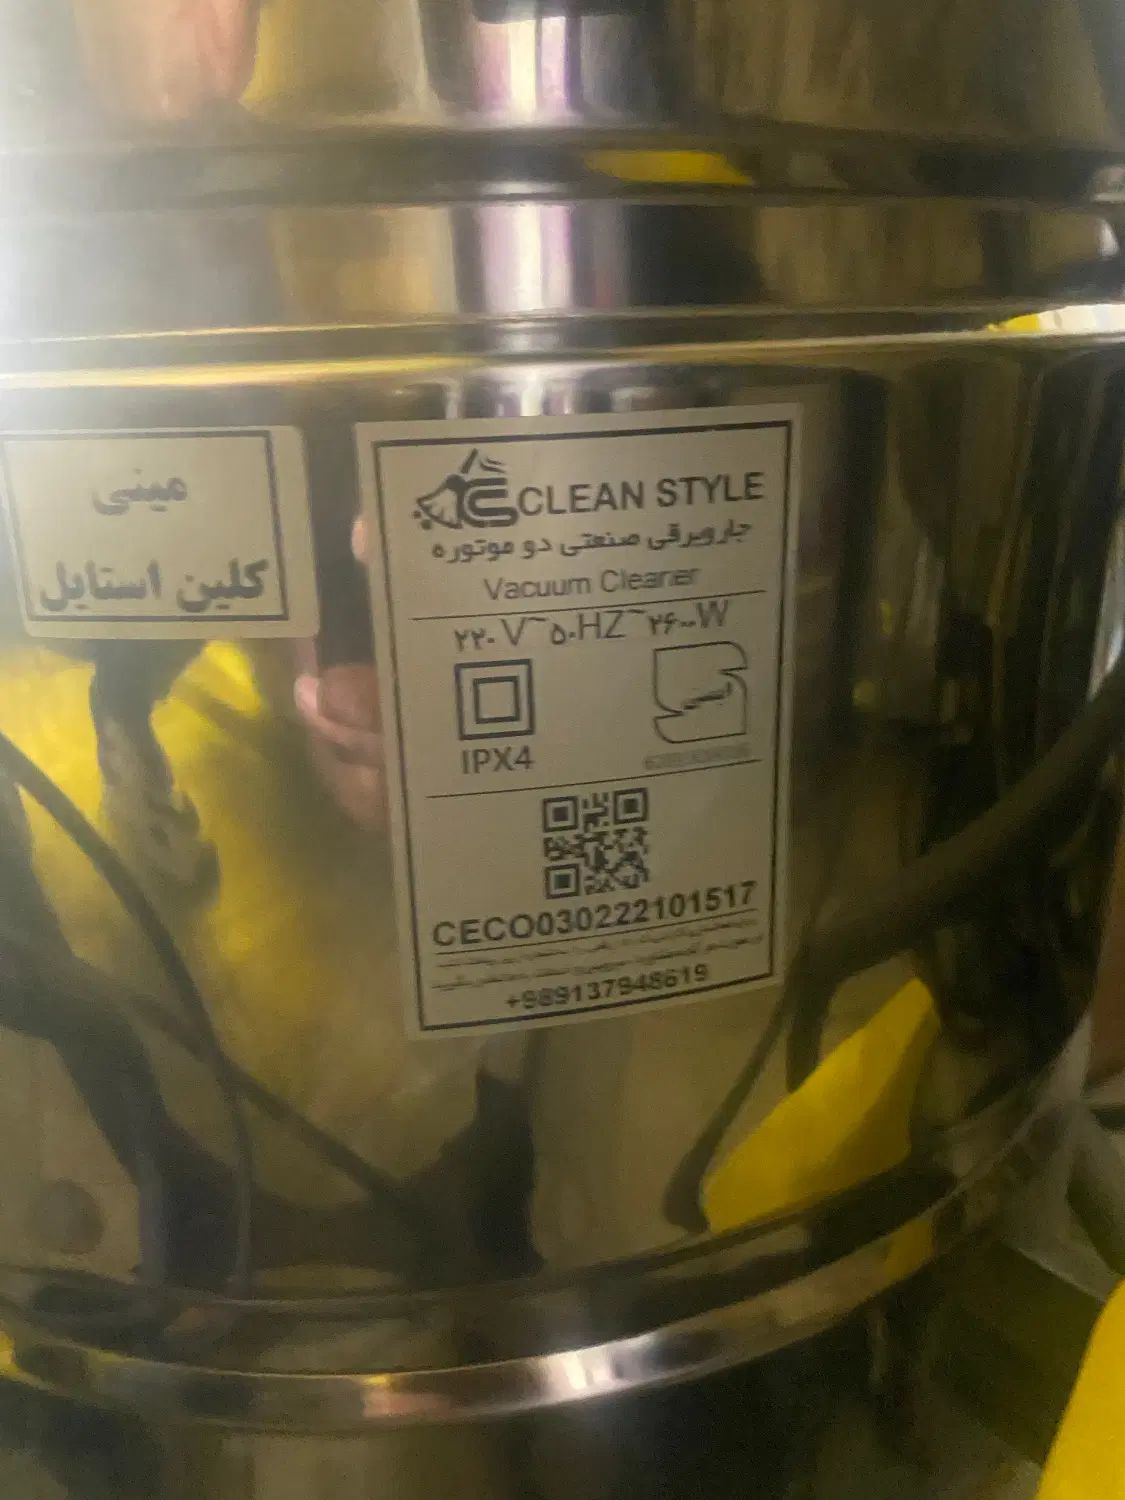 مینی
کلین استایل
CLEAN STYLE
جاروبرقی صنعتی دو موتوره
Vacuum Cleaner
۲۲۰V~۵۰HZ~۲۶۰۰W
IPX4
CECO030222101517
+989137948619